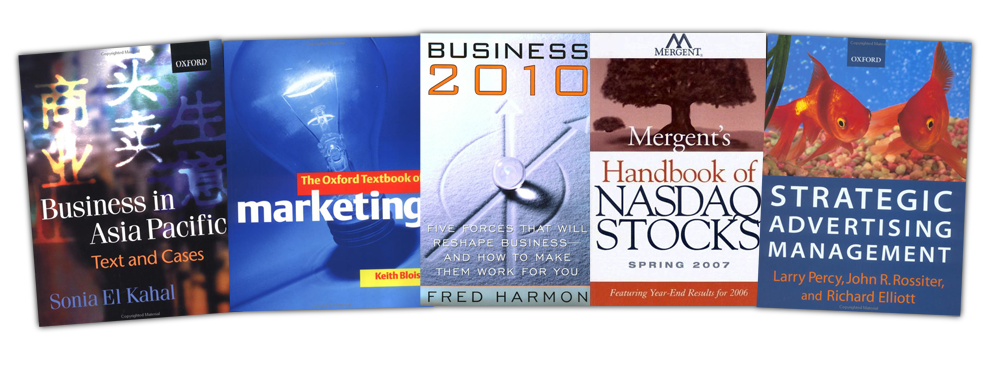 商业
买卖
生意
OXFORD
Business in
Asia Pacific
Text and Cases
Sonia El Kahal
The Oxford Textbook of
marketing
Keith Blois
BUSINESS
2010
FIVE FORCES THAT WILL
RESHAPE BUSINESS—
AND HOW TO MAKE
THEM WORK FOR YOU
FRED HARMON
MERGENT®
Mergent's
Handbook of
NASDAQ
STOCKS
SPRING 2007
Featuring Year-End Results for 2006
OXFORD
STRATEGIC
ADVERTISING
MANAGEMENT
Larry Percy, John R. Rossiter,
and Richard Elliott